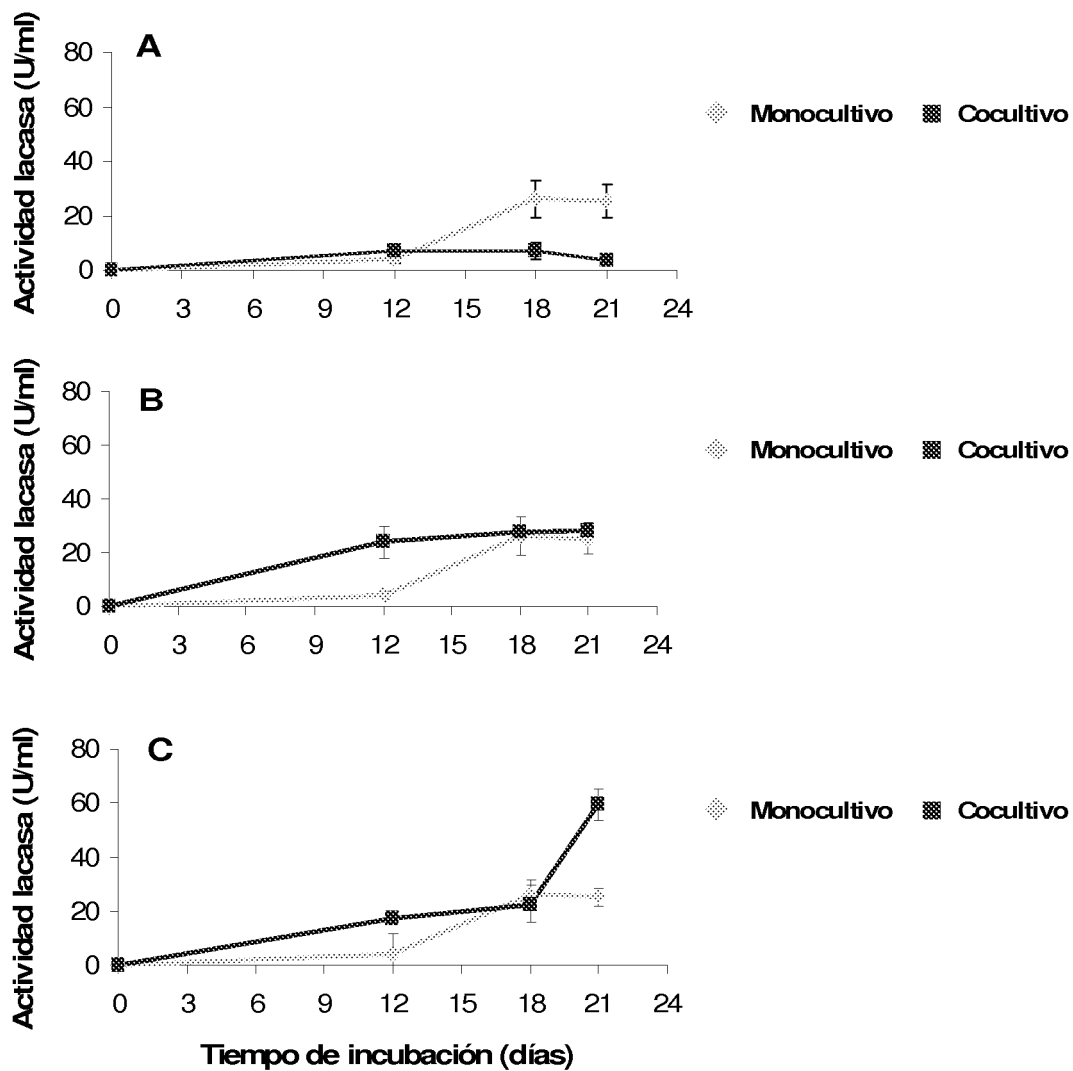 A
Actividad lacasa (U/ml)
80
60
40
20
0
0 3 6 9 12 15 18 21 24
Monocultivo Cocultivo
B
Actividad lacasa (U/ml)
80
60
40
20
0
0 3 6 9 12 15 18 21 24
Monocultivo Cocultivo
C
Actividad lacasa (U/ml)
80
60
40
20
0
0 3 6 9 12 15 18 21 24
Monocultivo Cocultivo
Tiempo de incubación (días)